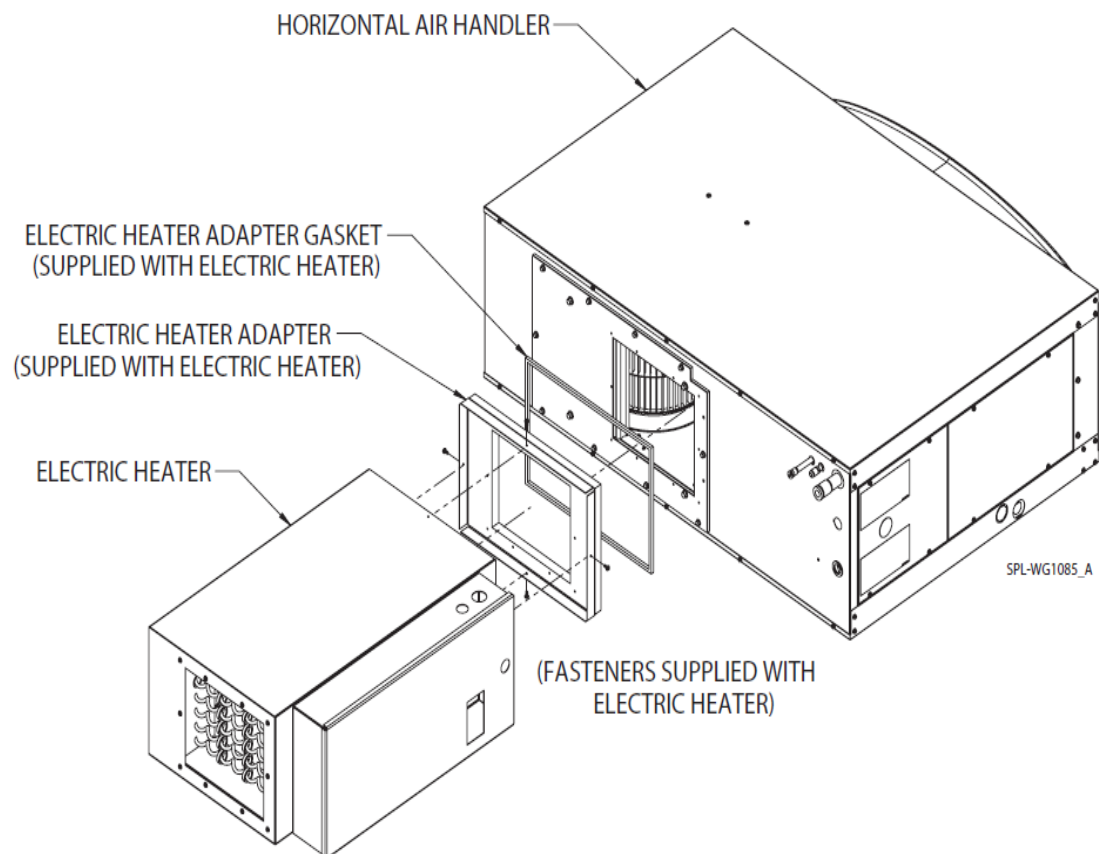 HORIZONTAL AIR HANDLER
ELECTRIC HEATER ADAPTER GASKET
(SUPPLIED WITH ELECTRIC HEATER)
ELECTRIC HEATER ADAPTER
(SUPPLIED WITH ELECTRIC HEATER)
ELECTRIC HEATER
SPL-WG1085_A
(FASTENERS SUPPLIED WITH
ELECTRIC HEATER)